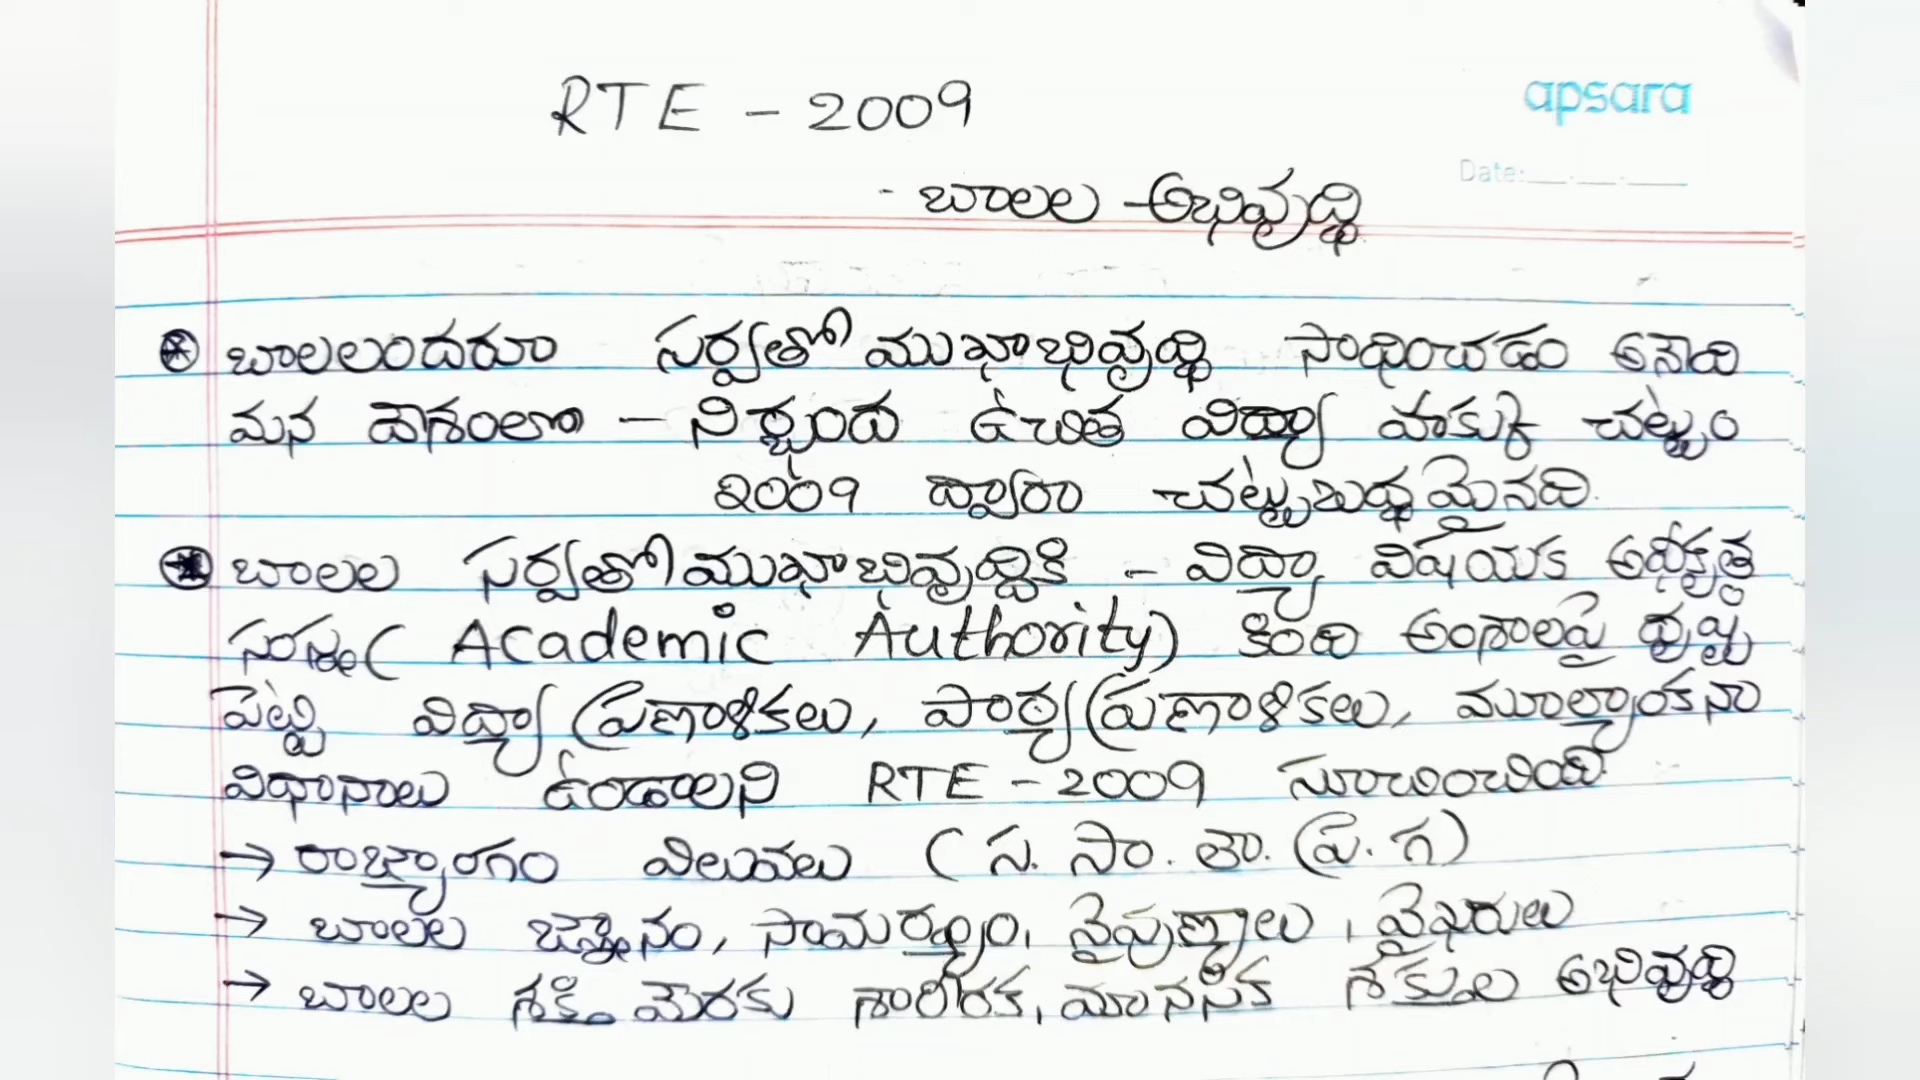 RTE - 2009
apsara
Date:
- బాలల అభివృద్ధి
బాలలందరూ సర్వతోముఖాభివృద్ధి సాధించడం అనేది
మన దేశంలో - నిర్బంద ఉచిత విద్యా హక్కు చట్టం
2009 ద్వారా చట్టబద్ధమైనది.
బాలల సర్వతోముఖాభివృద్ధికి - విద్యా విషయక అధీకృత
సంస్థ ( Academic Authority) కింది అంశాలపై దృష్టి
పెట్టి విద్యా ప్రణాళికలు, పాఠ్యప్రణాళికలు, మూల్యాంకనా
విధానాలు ఉండాలని RTE - 2009 సూచించింది.
→ రాజ్యాంగం విలువలు ( స. సా. లౌ. ప్ర. గ)
→ బాలల జ్ఞానం, సామర్థ్యం, నైపుణ్యాలు, వైఖరులు
→ బాలల శక్తి మేరకు శారీరక, మానసిక శక్తుల అభివృద్ధి